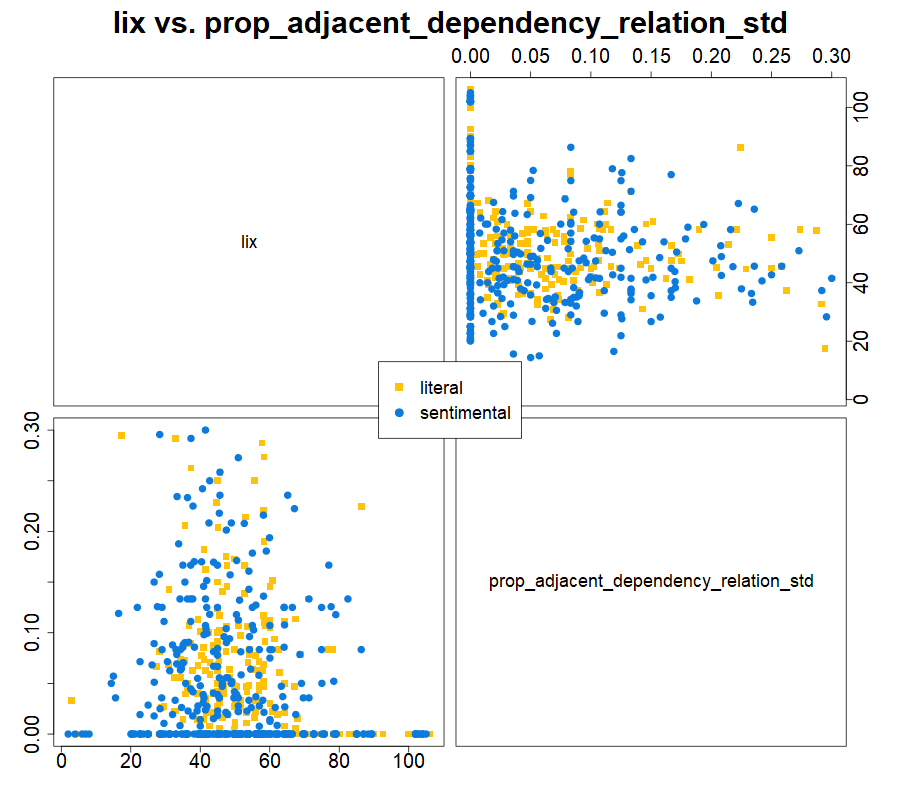 lix vs. prop_adjacent_dependency_relation_std
0.00 0.05 0.10 0.15 0.20 0.25 0.30
lix
100
80
60
40
20
0
literal
sentimental
0.30
0.20
0.10
0.00
prop_adjacent_dependency_relation_std
0 20 40 60 80 100